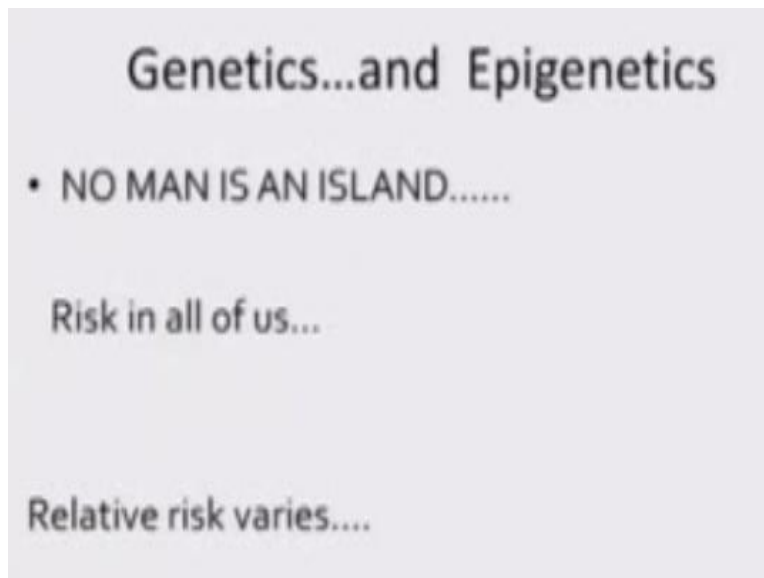 Genetics...and Epigenetics
• NO MAN IS AN ISLAND......
Risk in all of us...
Relative risk varies....